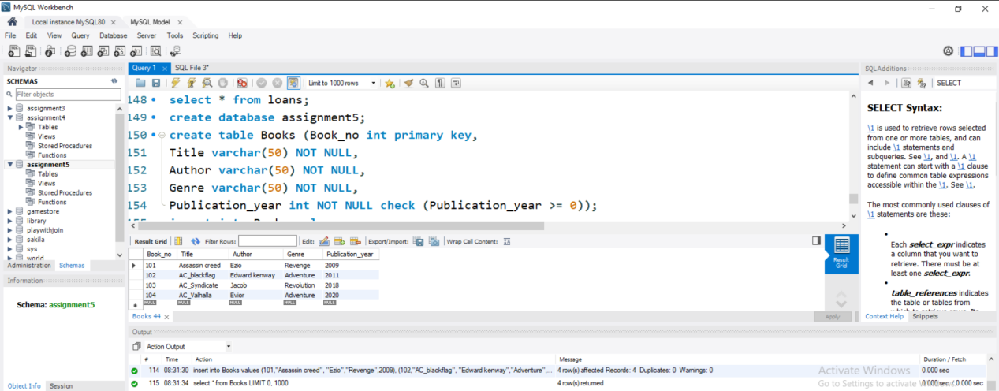 MySQL Workbench
Local instance MySQL80 ×
MySQL Model ×
File Edit View Query Database Server Tools Scripting Help
Navigator
SCHEMAS
Filter objects
assignment3
assignment4
Tables
Views
Stored Procedures
Functions
assignment5
Tables
Views
Stored Procedures
Functions
gamestore
library
playwithjoin
sakila
sys
world
Administration Schemas
Information
Schema: assignment5
Object Info Session
Query 1 × SQL File 3*
Limit to 1000 rows
148 select * from loans;
149 create database assignment5;
150 create table Books (Book_no int primary key,
151 Title varchar(50) NOT NULL,
152 Author varchar(50) NOT NULL,
153 Genre varchar(50) NOT NULL,
154 Publication_year int NOT NULL check (Publication_year >= 0));
Result Grid Filter Rows: Edit: Export/Import: Wrap Cell Content:
Book_no Title Author Genre Publication_year
101 Assassin creed Ezio Revenge 2009
102 AC_blackflag Edward kenway Adventure 2011
103 AC_Syndicate Jacob Revolution 2018
104 AC_Valhalla Evior Adventure 2020
NULL NULL NULL NULL NULL
Result
Grid
Books 44 ×
Apply
Output
Action Output
# Time Action Message Duration / Fetch
114 08:31:30 insert into Books values (101,"Assassin creed", "Ezio","Revenge",2009), (102,"AC_blackflag", "Edward kenway","Adventure",... 4 row(s) affected Records: 4 Duplicates: 0 Warnings: 0 0.000 sec
115 08:31:34 select * from Books LIMIT 0, 1000 4 row(s) returned 0.000 sec / 0.000 sec
SQLAdditions
SELECT
SELECT Syntax:
\1 is used to retrieve rows selected
from one or more tables, and can
include \1 statements and
subqueries. See \1, and \1. A \1
statement can start with a \1 clause
to define common table expressions
accessible within the \1. See \1.
The most commonly used clauses of
\1 statements are these:
Each select_expr indicates
a column that you want to
retrieve. There must be at
least one select_expr.
table_references indicates
the table or tables from
Context Help Snippets
Activate Windows
Go to Settings to activate